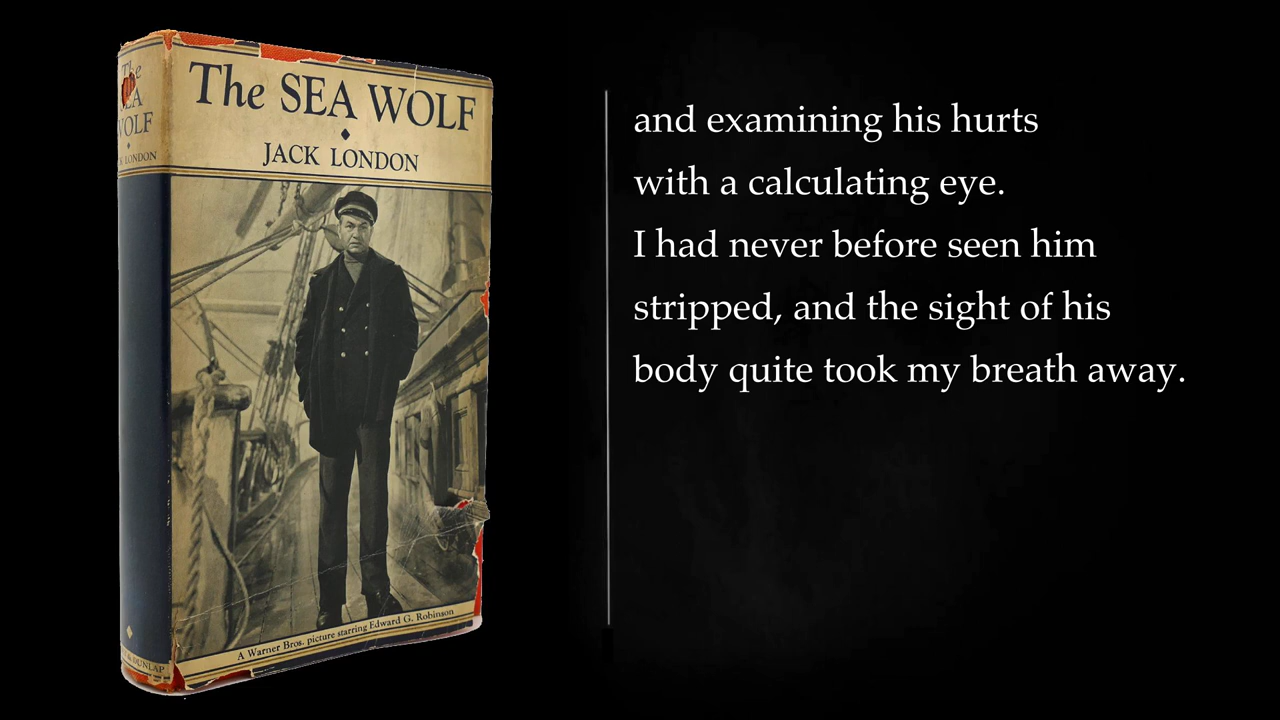 The SEA WOLF
JACK LONDON
The
SEA
WOLF
LONDON
A Warner Bros. picture starring Edward G. Robinson
DUNLAP
and examining his hurts
with a calculating eye.
I had never before seen him
stripped, and the sight of his
body quite took my breath away.